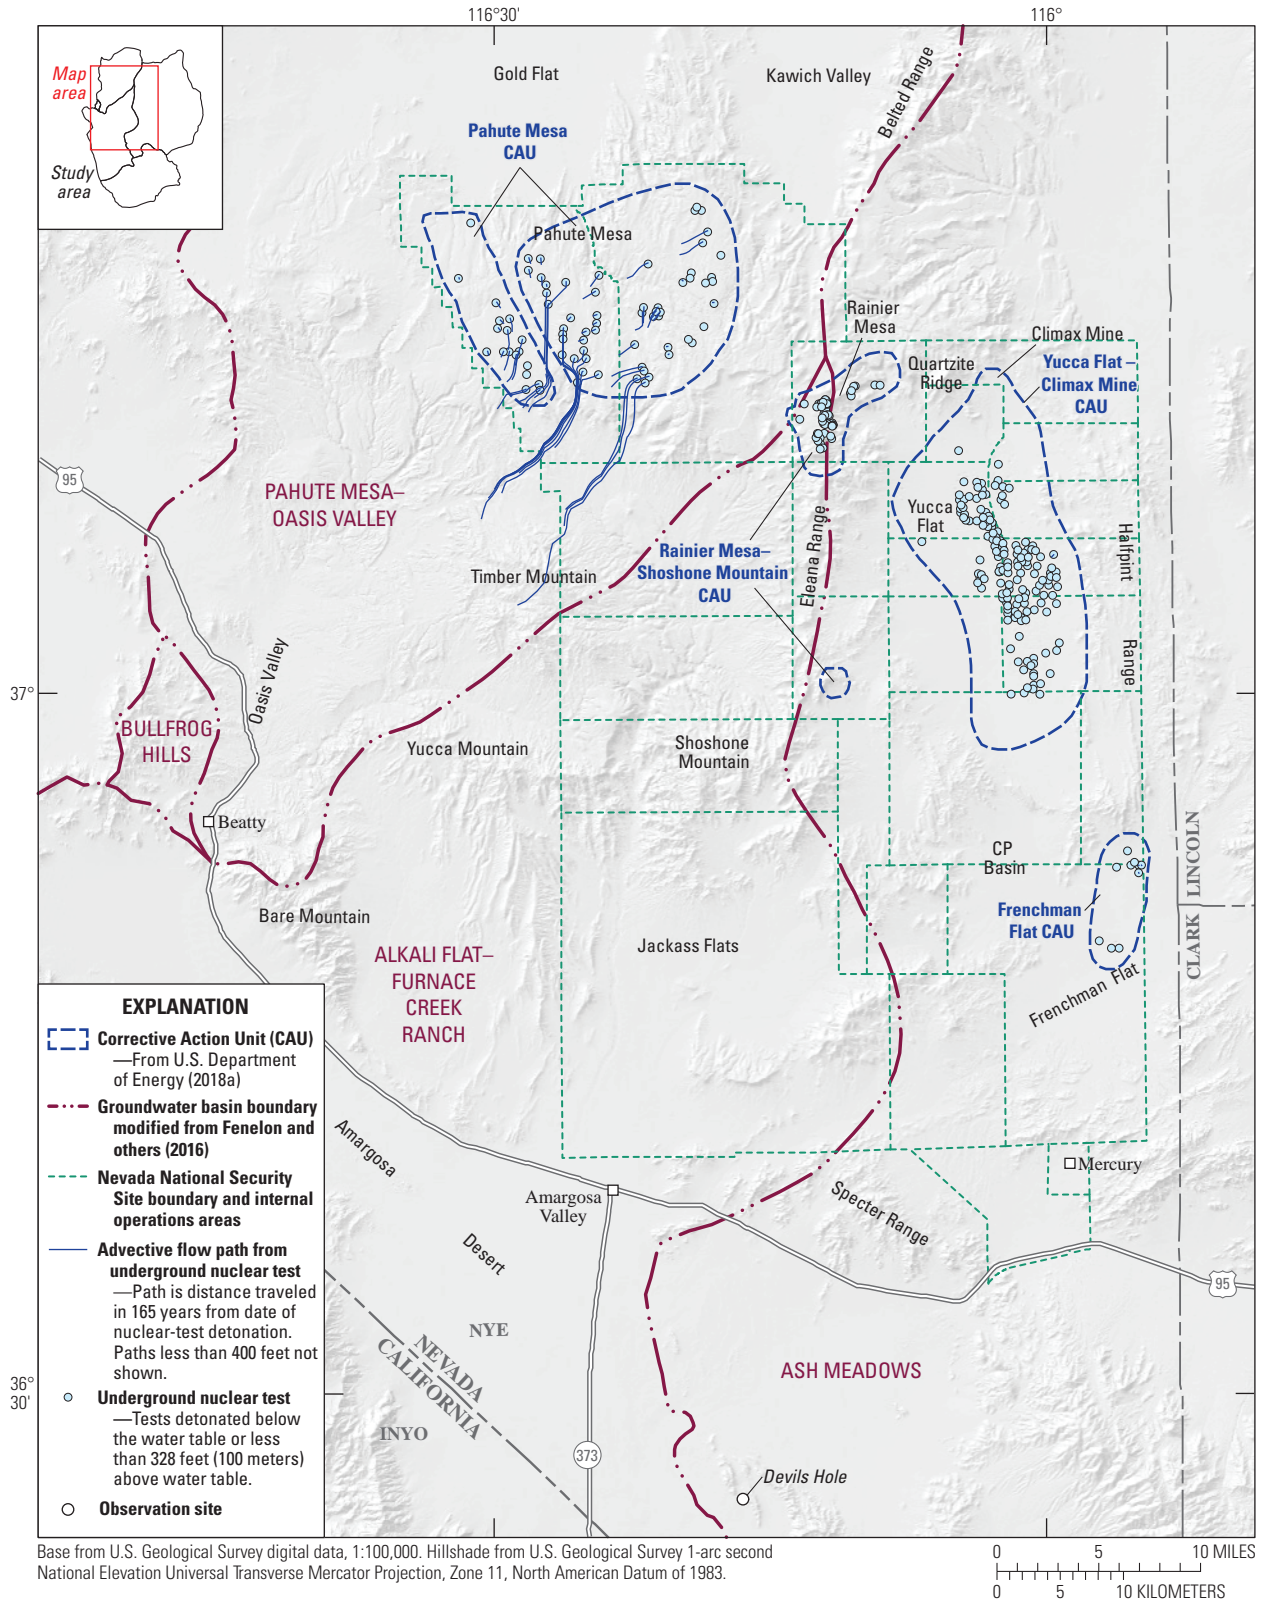 116°30'
116°
Map
area
Study
area
Gold Flat
Kawich Valley
Belted Range
Pahute Mesa
CAU
Pahute Mesa
Rainier
Mesa
Climax Mine
Quartzite
Ridge
Yucca Flat –
Climax Mine
CAU
95
PAHUTE MESA–
OASIS VALLEY
Yucca
Flat
Halfpint
Range
Eleana Range
Rainier Mesa–
Shoshone Mountain
CAU
Timber Mountain
Oasis Valley
37°
BULLFROG
HILLS
Yucca Mountain
Shoshone
Mountain
Beatty
CP
Basin
LINCOLN
CLARK
Frenchman
Flat CAU
Bare Mountain
Jackass Flats
ALKALI FLAT–
FURNACE
CREEK
RANCH
Frenchman Flat
EXPLANATION
Corrective Action Unit (CAU)
—From U.S. Department
of Energy (2018a)
Groundwater basin boundary
modified from Fenelon and
others (2016)
Nevada National Security
Site boundary and internal
operations areas
Advective flow path from
underground nuclear test
—Path is distance traveled
in 165 years from date of
nuclear-test detonation.
Paths less than 400 feet not
shown.
Underground nuclear test
—Tests detonated below
the water table or less
than 328 feet (100 meters)
above water table.
Observation site
Amargosa
Desert
Amargosa
Valley
Mercury
Specter Range
95
NYE
NEVADA
CALIFORNIA
INYO
36°
30'
ASH MEADOWS
373
Devils Hole
Base from U.S. Geological Survey digital data, 1:100,000. Hillshade from U.S. Geological Survey 1-arc second
National Elevation Universal Transverse Mercator Projection, Zone 11, North American Datum of 1983.
0 5 10 MILES
0 5 10 KILOMETERS